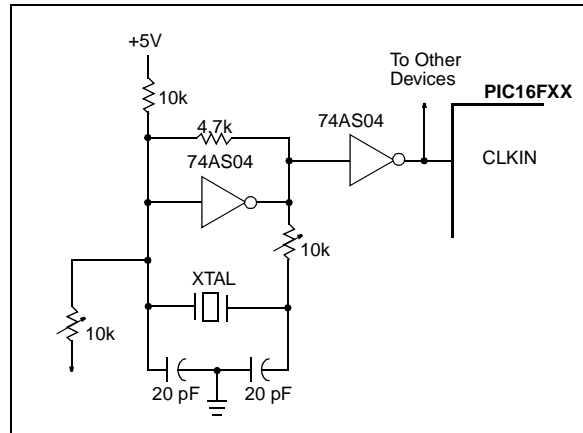 +5V
10k
4.7k
74AS04
74AS04
To Other
Devices
PIC16FXX
CLKIN
10k
XTAL
10k
20 pF
20 pF